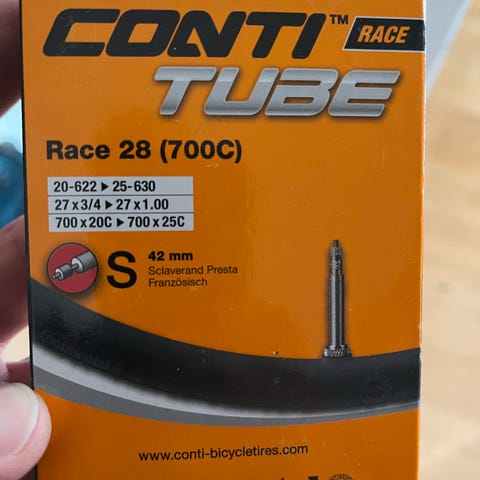 CONTI™ RACE
TUBE
Race 28 (700C)
20-622 ▶ 25-630
27 x 3/4 ▶ 27 x 1.00
700 x 20C ▶ 700 x 25C
S 42 mm
Sclaverand Presta
Französisch
Continental
www.conti-bicycletires.com